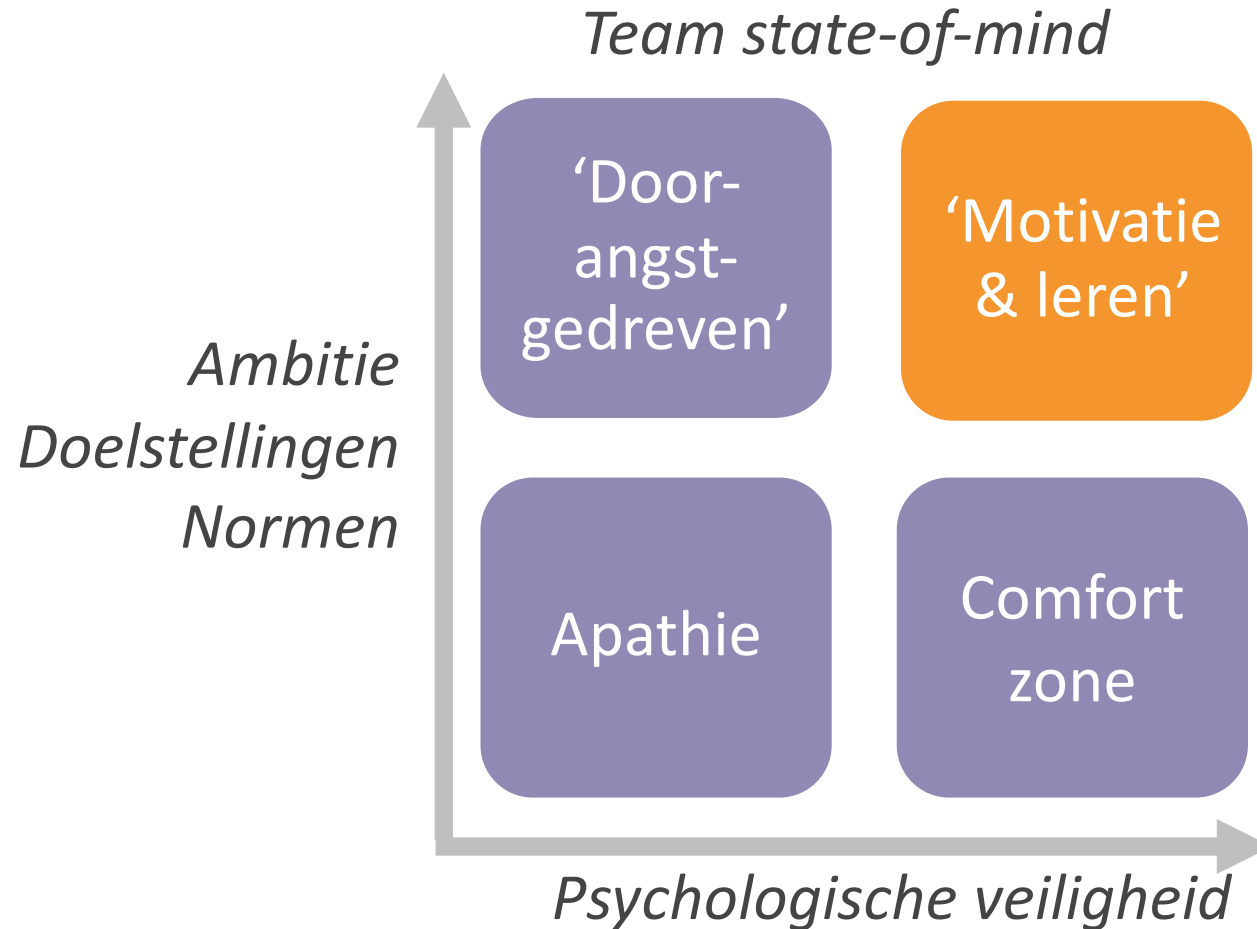 Team state-of-mind
‘Door-
angst-
gedreven’
‘Motivatie
& leren’
Ambitie
Doelstellingen
Normen
Apathie
Comfort
zone
Psychologische veiligheid